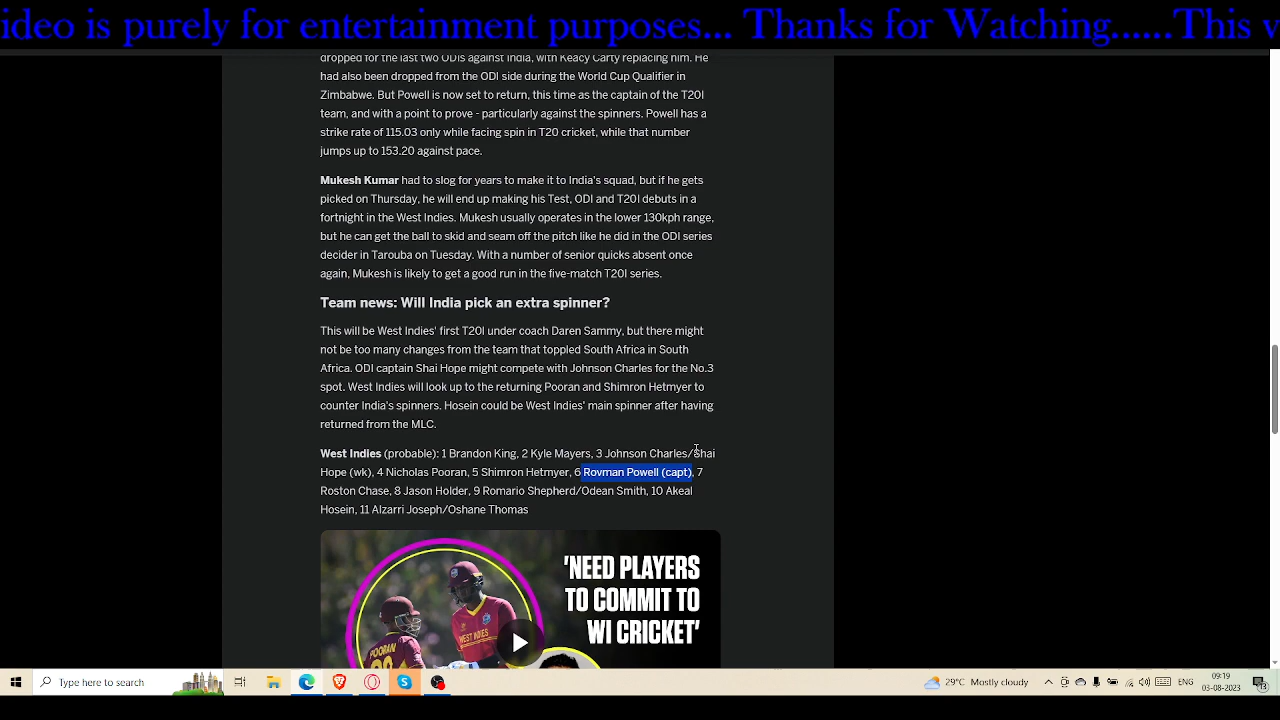 ideo is purely for entertainment purposes... Thanks for Watching......This v
dropped for the last two ODIs against India, with Keacy Carty replacing him. He
had also been dropped from the ODI side during the World Cup Qualifier in
Zimbabwe. But Powell is now set to return, this time as the captain of the T20I
team, and with a point to prove - particularly against the spinners. Powell has a
strike rate of 115.03 only while facing spin in T20 cricket, while that number
jumps up to 153.20 against pace.
Mukesh Kumar had to slog for years to make it to India's squad, but if he gets
picked on Thursday, he will end up making his Test, ODI and T20I debuts in a
fortnight in the West Indies. Mukesh usually operates in the lower 130kph range,
but he can get the ball to skid and seam off the pitch like he did in the ODI series
decider in Tarouba on Tuesday. With a number of senior quicks absent once
again, Mukesh is likely to get a good run in the five-match T20I series.
Team news: Will India pick an extra spinner?
This will be West Indies' first T20I under coach Daren Sammy, but there might
not be too many changes from the team that toppled South Africa in South
Africa. ODI captain Shai Hope might compete with Johnson Charles for the No.3
spot. West Indies will look up to the returning Pooran and Shimron Hetmyer to
counter India's spinners. Hosein could be West Indies' main spinner after having
returned from the MLC.
West Indies (probable): 1 Brandon King, 2 Kyle Mayers, 3 Johnson Charles/Shai
Hope (wk), 4 Nicholas Pooran, 5 Shimron Hetmyer, 6 Rovman Powell (capt), 7
Roston Chase, 8 Jason Holder, 9 Romario Shepherd/Odean Smith, 10 Akeal
Hosein, 11 Alzarri Joseph/Oshane Thomas
'NEED PLAYERS
TO COMMIT TO
WI CRICKET'
WEST INDIES
POORAN
Type here to search
29°C Mostly cloudy
ENG
09:19
03-08-2023